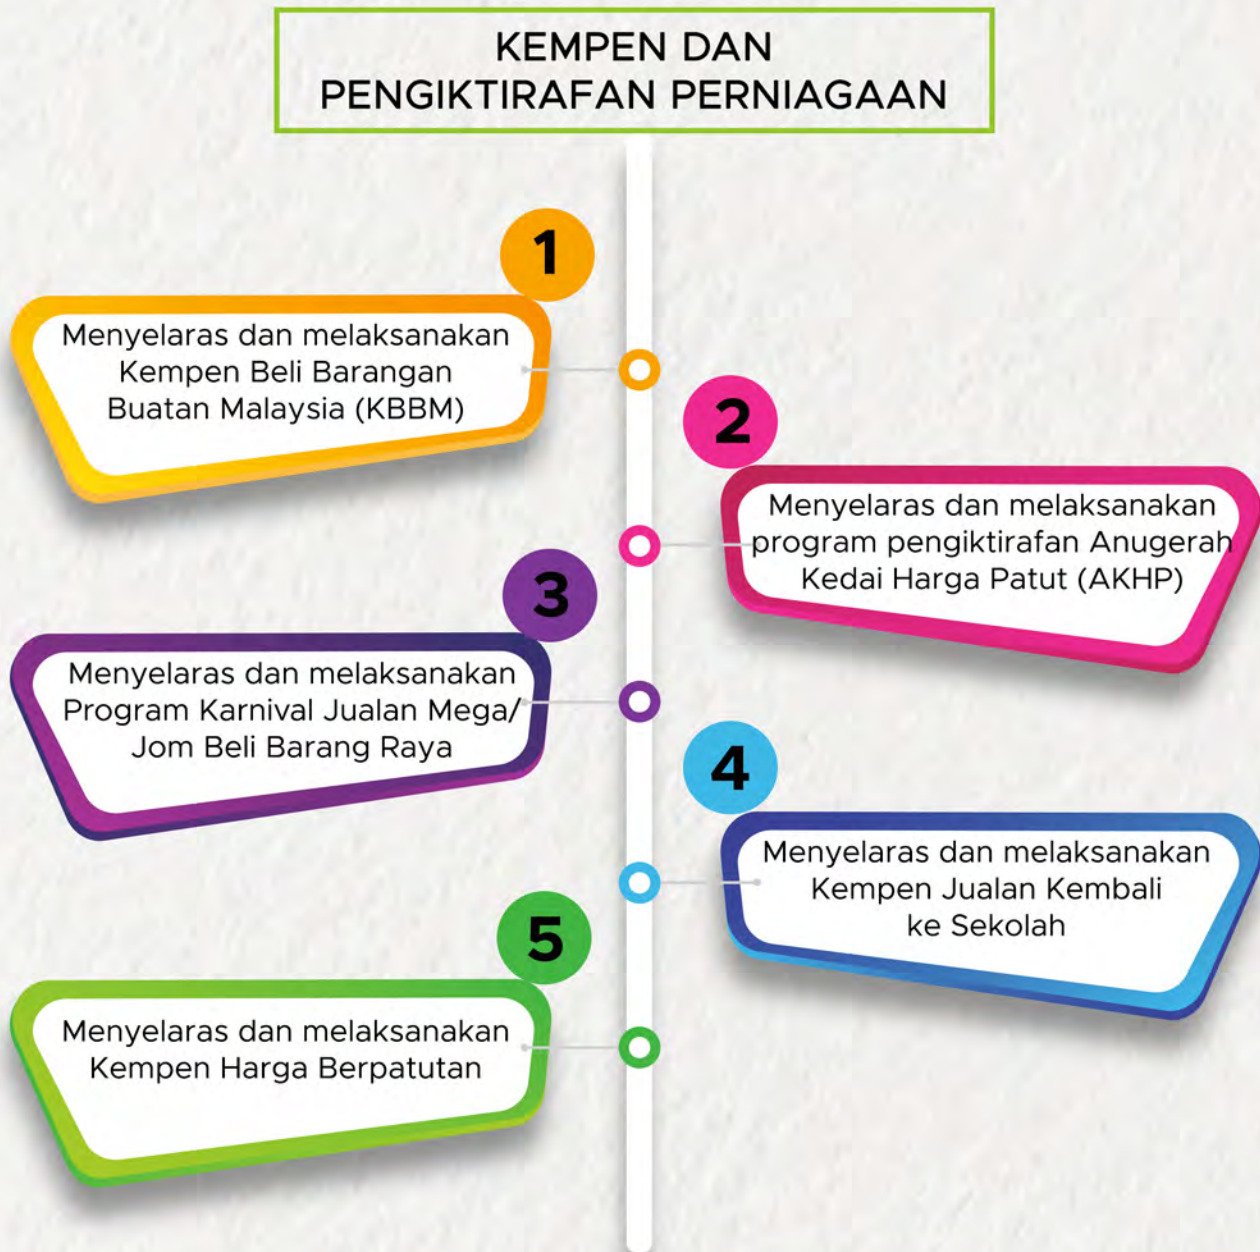 KEMPEN DAN
PENGIKTIRAFAN PERNIAGAAN
1
Menyelaras dan melaksanakan
Kempen Beli Barangan
Buatan Malaysia (KBBM)
2
Menyelaras dan melaksanakan
program pengiktirafan Anugerah
Kedai Harga Patut (AKHP)
3
Menyelaras dan melaksanakan
Program Karnival Jualan Mega/
Jom Beli Barang Raya
4
Menyelaras dan melaksanakan
Kempen Jualan Kembali
ke Sekolah
5
Menyelaras dan melaksanakan
Kempen Harga Berpatutan